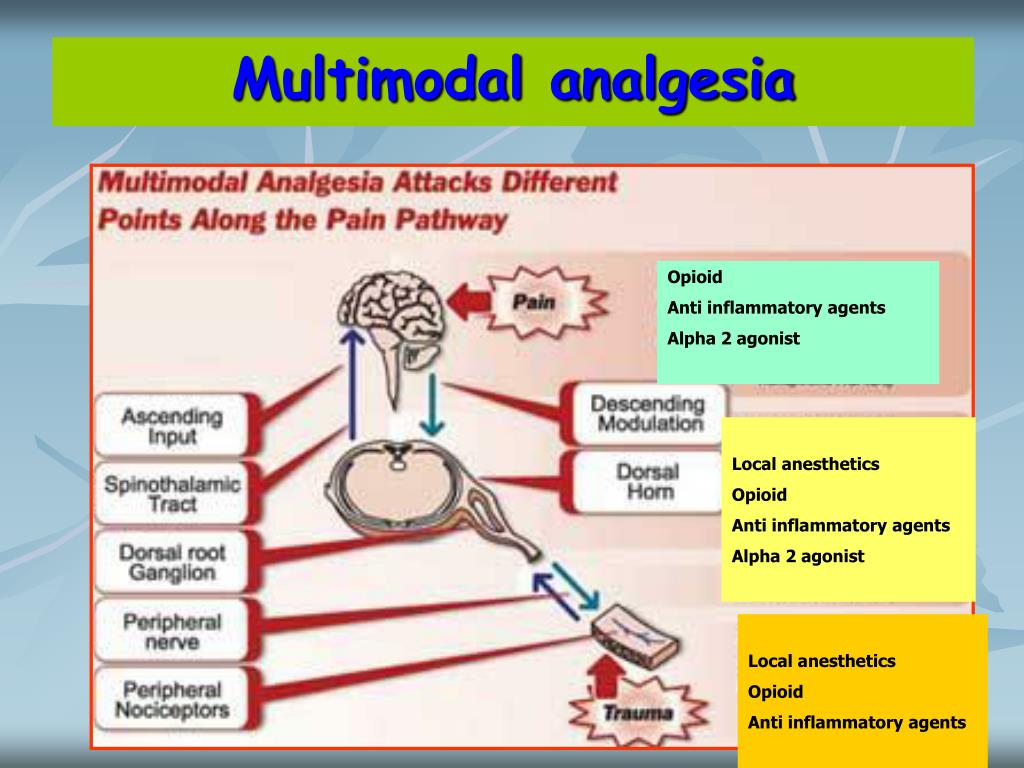 Multimodal analgesia
Multimodal Analgesia Attacks Different
Points Along the Pain Pathway
Pain
Opioid
Anti inflammatory agents
Alpha 2 agonist
Ascending
Input
Descending
Modulation
Spinothalamic
Tract
Dorsal
Horn
Local anesthetics
Opioid
Anti inflammatory agents
Alpha 2 agonist
Dorsal root
Ganglion
Peripheral
nerve
Peripheral
Nociceptors
Trauma
Local anesthetics
Opioid
Anti inflammatory agents